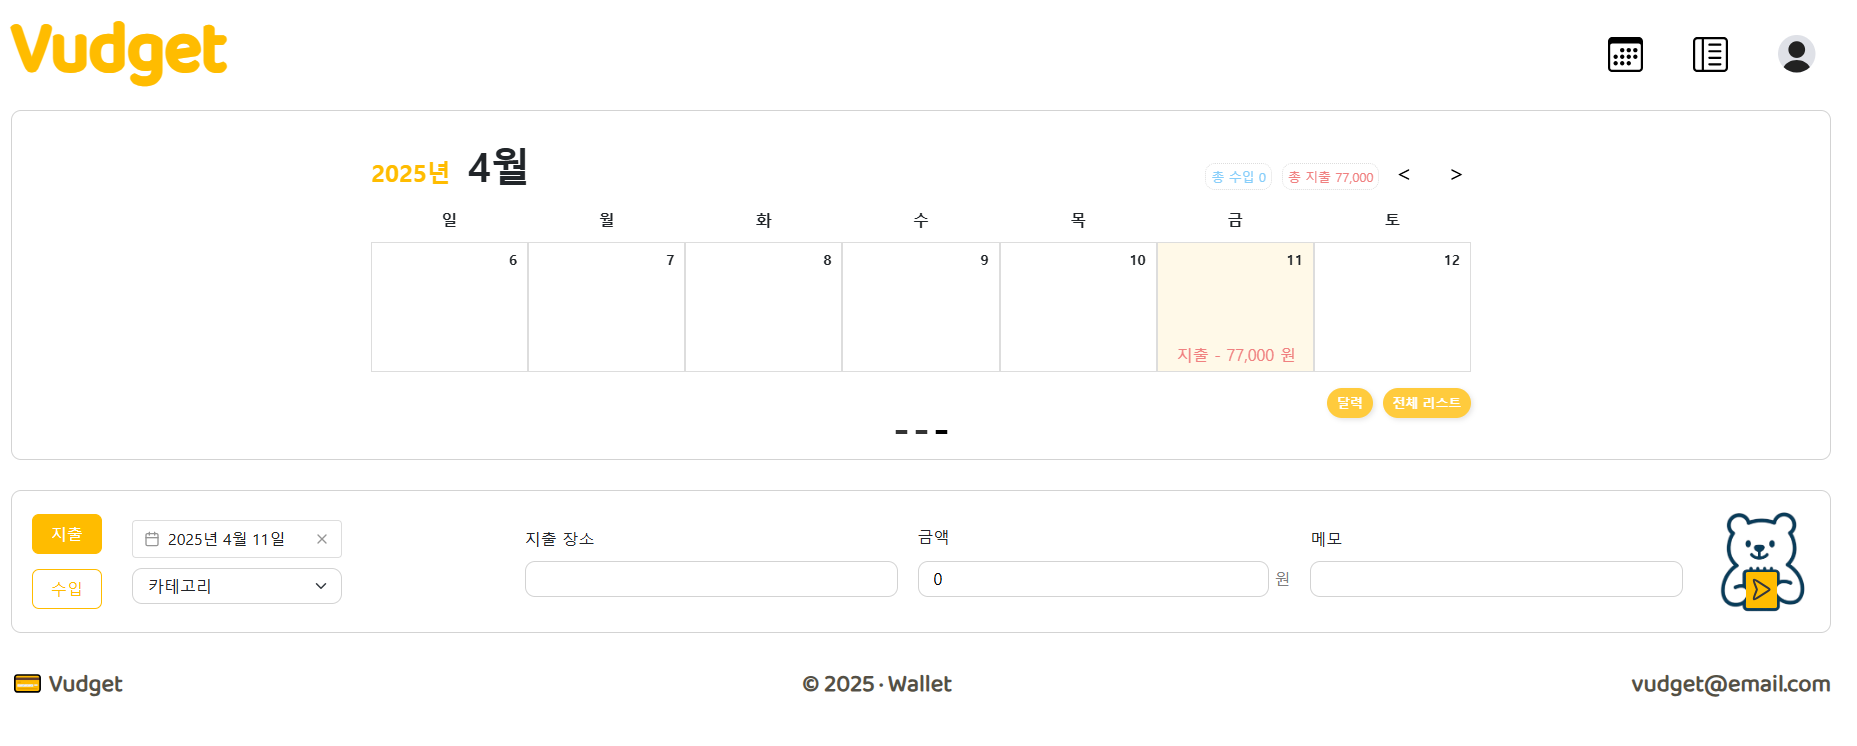 Vudget
2025년 4월
총 수입 0 총 지출 77,000 < >
일 월 화 수 목 금 토
6 7 8 9 10 11 12
지출 - 77,000 원
달력 전체 리스트
지출 2025년 4월 11일 지출 장소 금액 메모
수입 카테고리 0 원
Vudget © 2025 · Wallet vudget@email.com